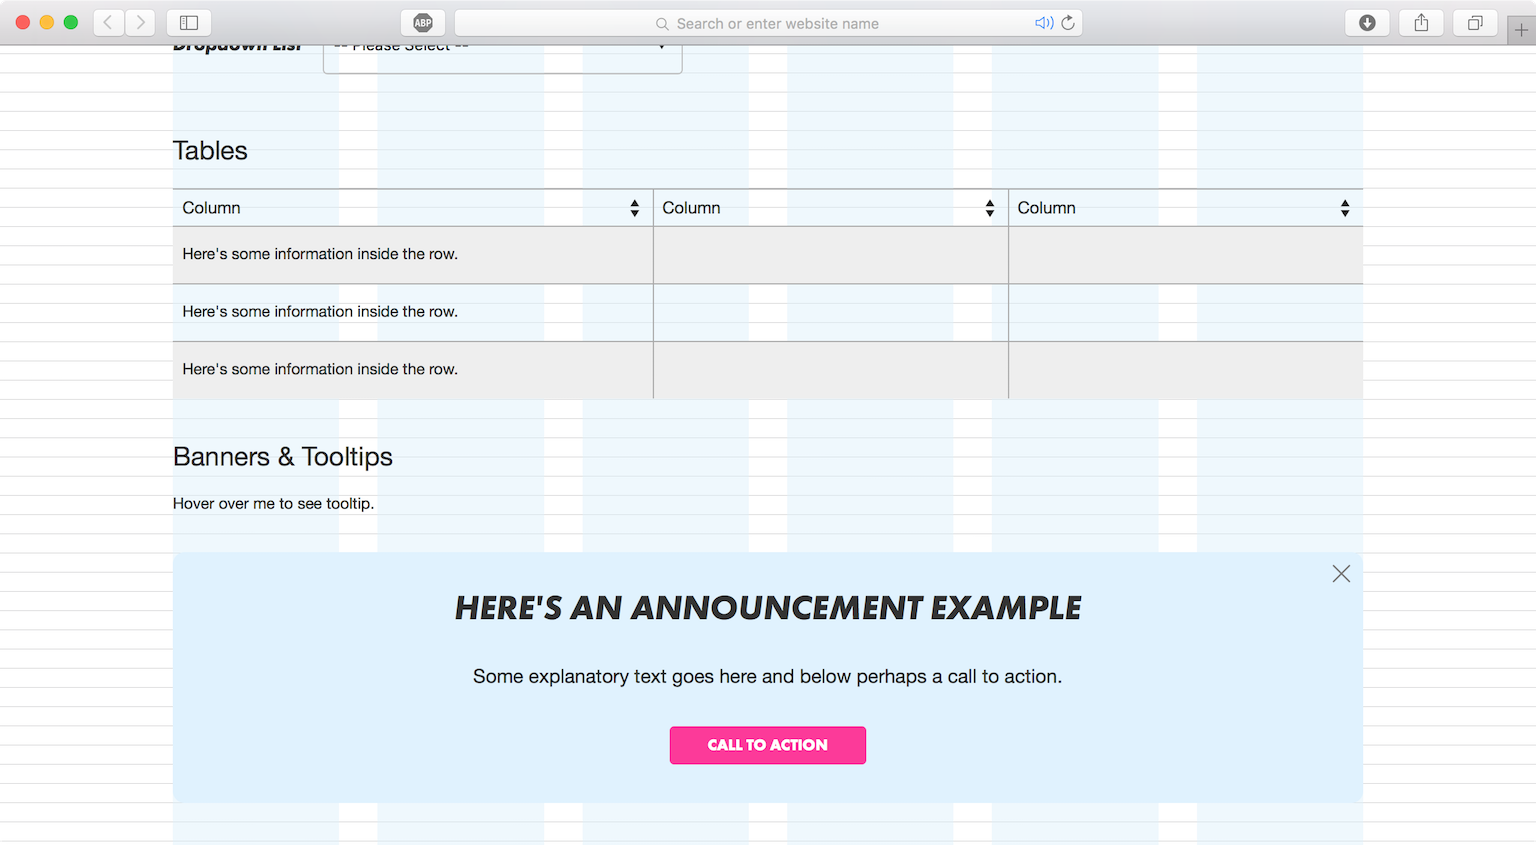 ABP
Search or enter website name
Dropdown List
-- Please Select --
Tables
Column Column Column
Here's some information inside the row.
Here's some information inside the row.
Here's some information inside the row.
Banners & Tooltips
Hover over me to see tooltip.
HERE'S AN ANNOUNCEMENT EXAMPLE
Some explanatory text goes here and below perhaps a call to action.
CALL TO ACTION